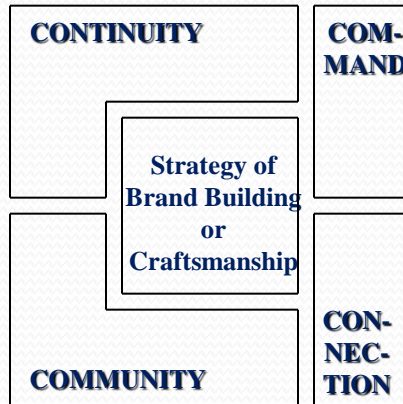 CONTINUITY
COM-
MAND
Strategy of
Brand Building
or
Craftsmanship
COMMUNITY
CON-
NEC-
TION